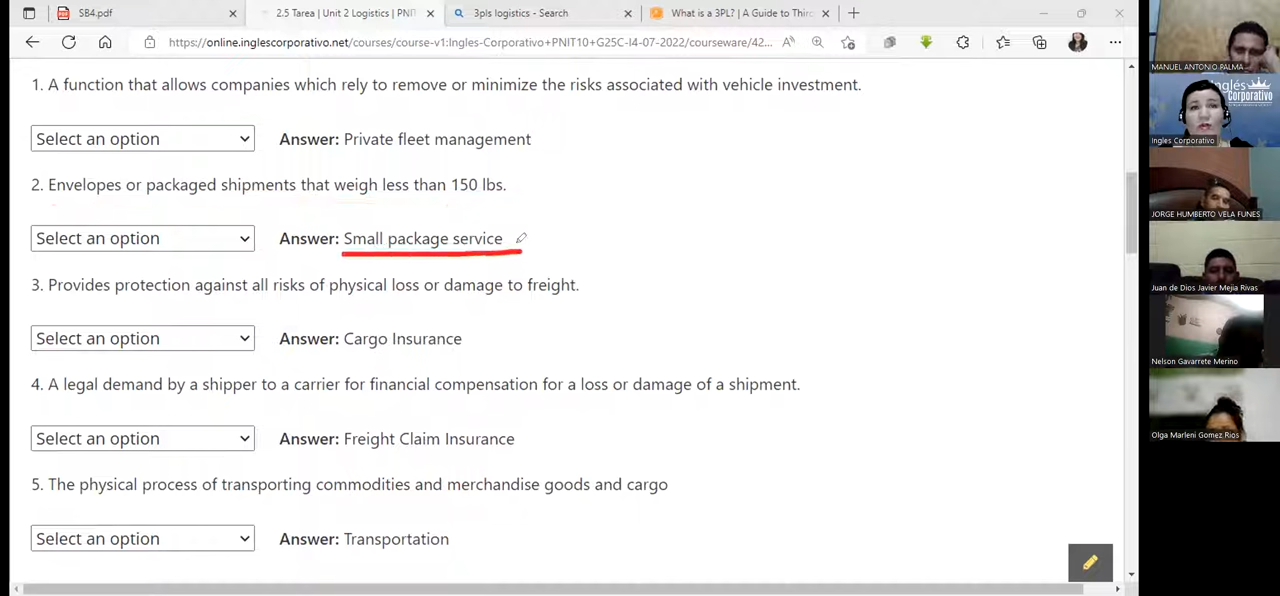 SB4.pdf
2.5 Tarea | Unit 2 Logistics | PNIT
3pls logistics - Search
What is a 3PL? | A Guide to Thir
https://online.inglescorporativo.net/courses/course-v1:Ingles-Corporativo+PNIT10+G25C-I4-07-2022/courseware/42...
1. A function that allows companies which rely to remove or minimize the risks associated with vehicle investment.
Select an option Answer: Private fleet management
2. Envelopes or packaged shipments that weigh less than 150 lbs.
Select an option Answer: Small package service
3. Provides protection against all risks of physical loss or damage to freight.
Select an option Answer: Cargo Insurance
4. A legal demand by a shipper to a carrier for financial compensation for a loss or damage of a shipment.
Select an option Answer: Freight Claim Insurance
5. The physical process of transporting commodities and merchandise goods and cargo
Select an option Answer: Transportation
MANUEL ANTONIO PALMA
Inglés
Corporativo
Ingles Corporativo
JORGE HUMBERTO VELA FUNES
Juan de Dios Javier Mejia Rivas
Nelson Gavarrete Merino
Olga Marleni Gomez Rios